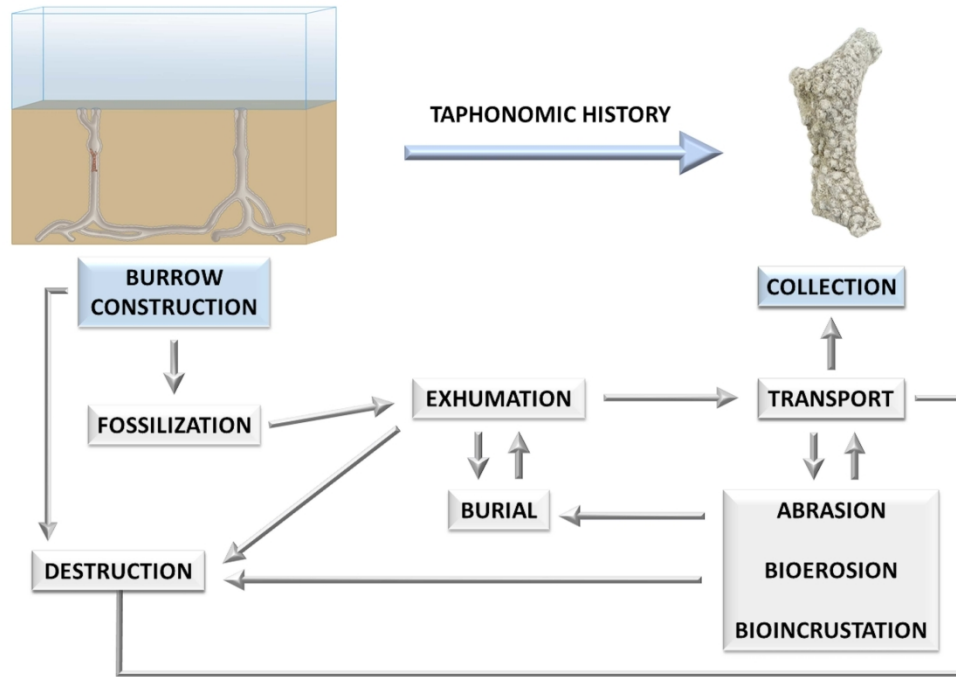 TAPHONOMIC HISTORY
BURROW
CONSTRUCTION
COLLECTION
FOSSILIZATION
EXHUMATION
TRANSPORT
BURIAL
ABRASION
BIOEROSION
BIOINCRUSTATION
DESTRUCTION